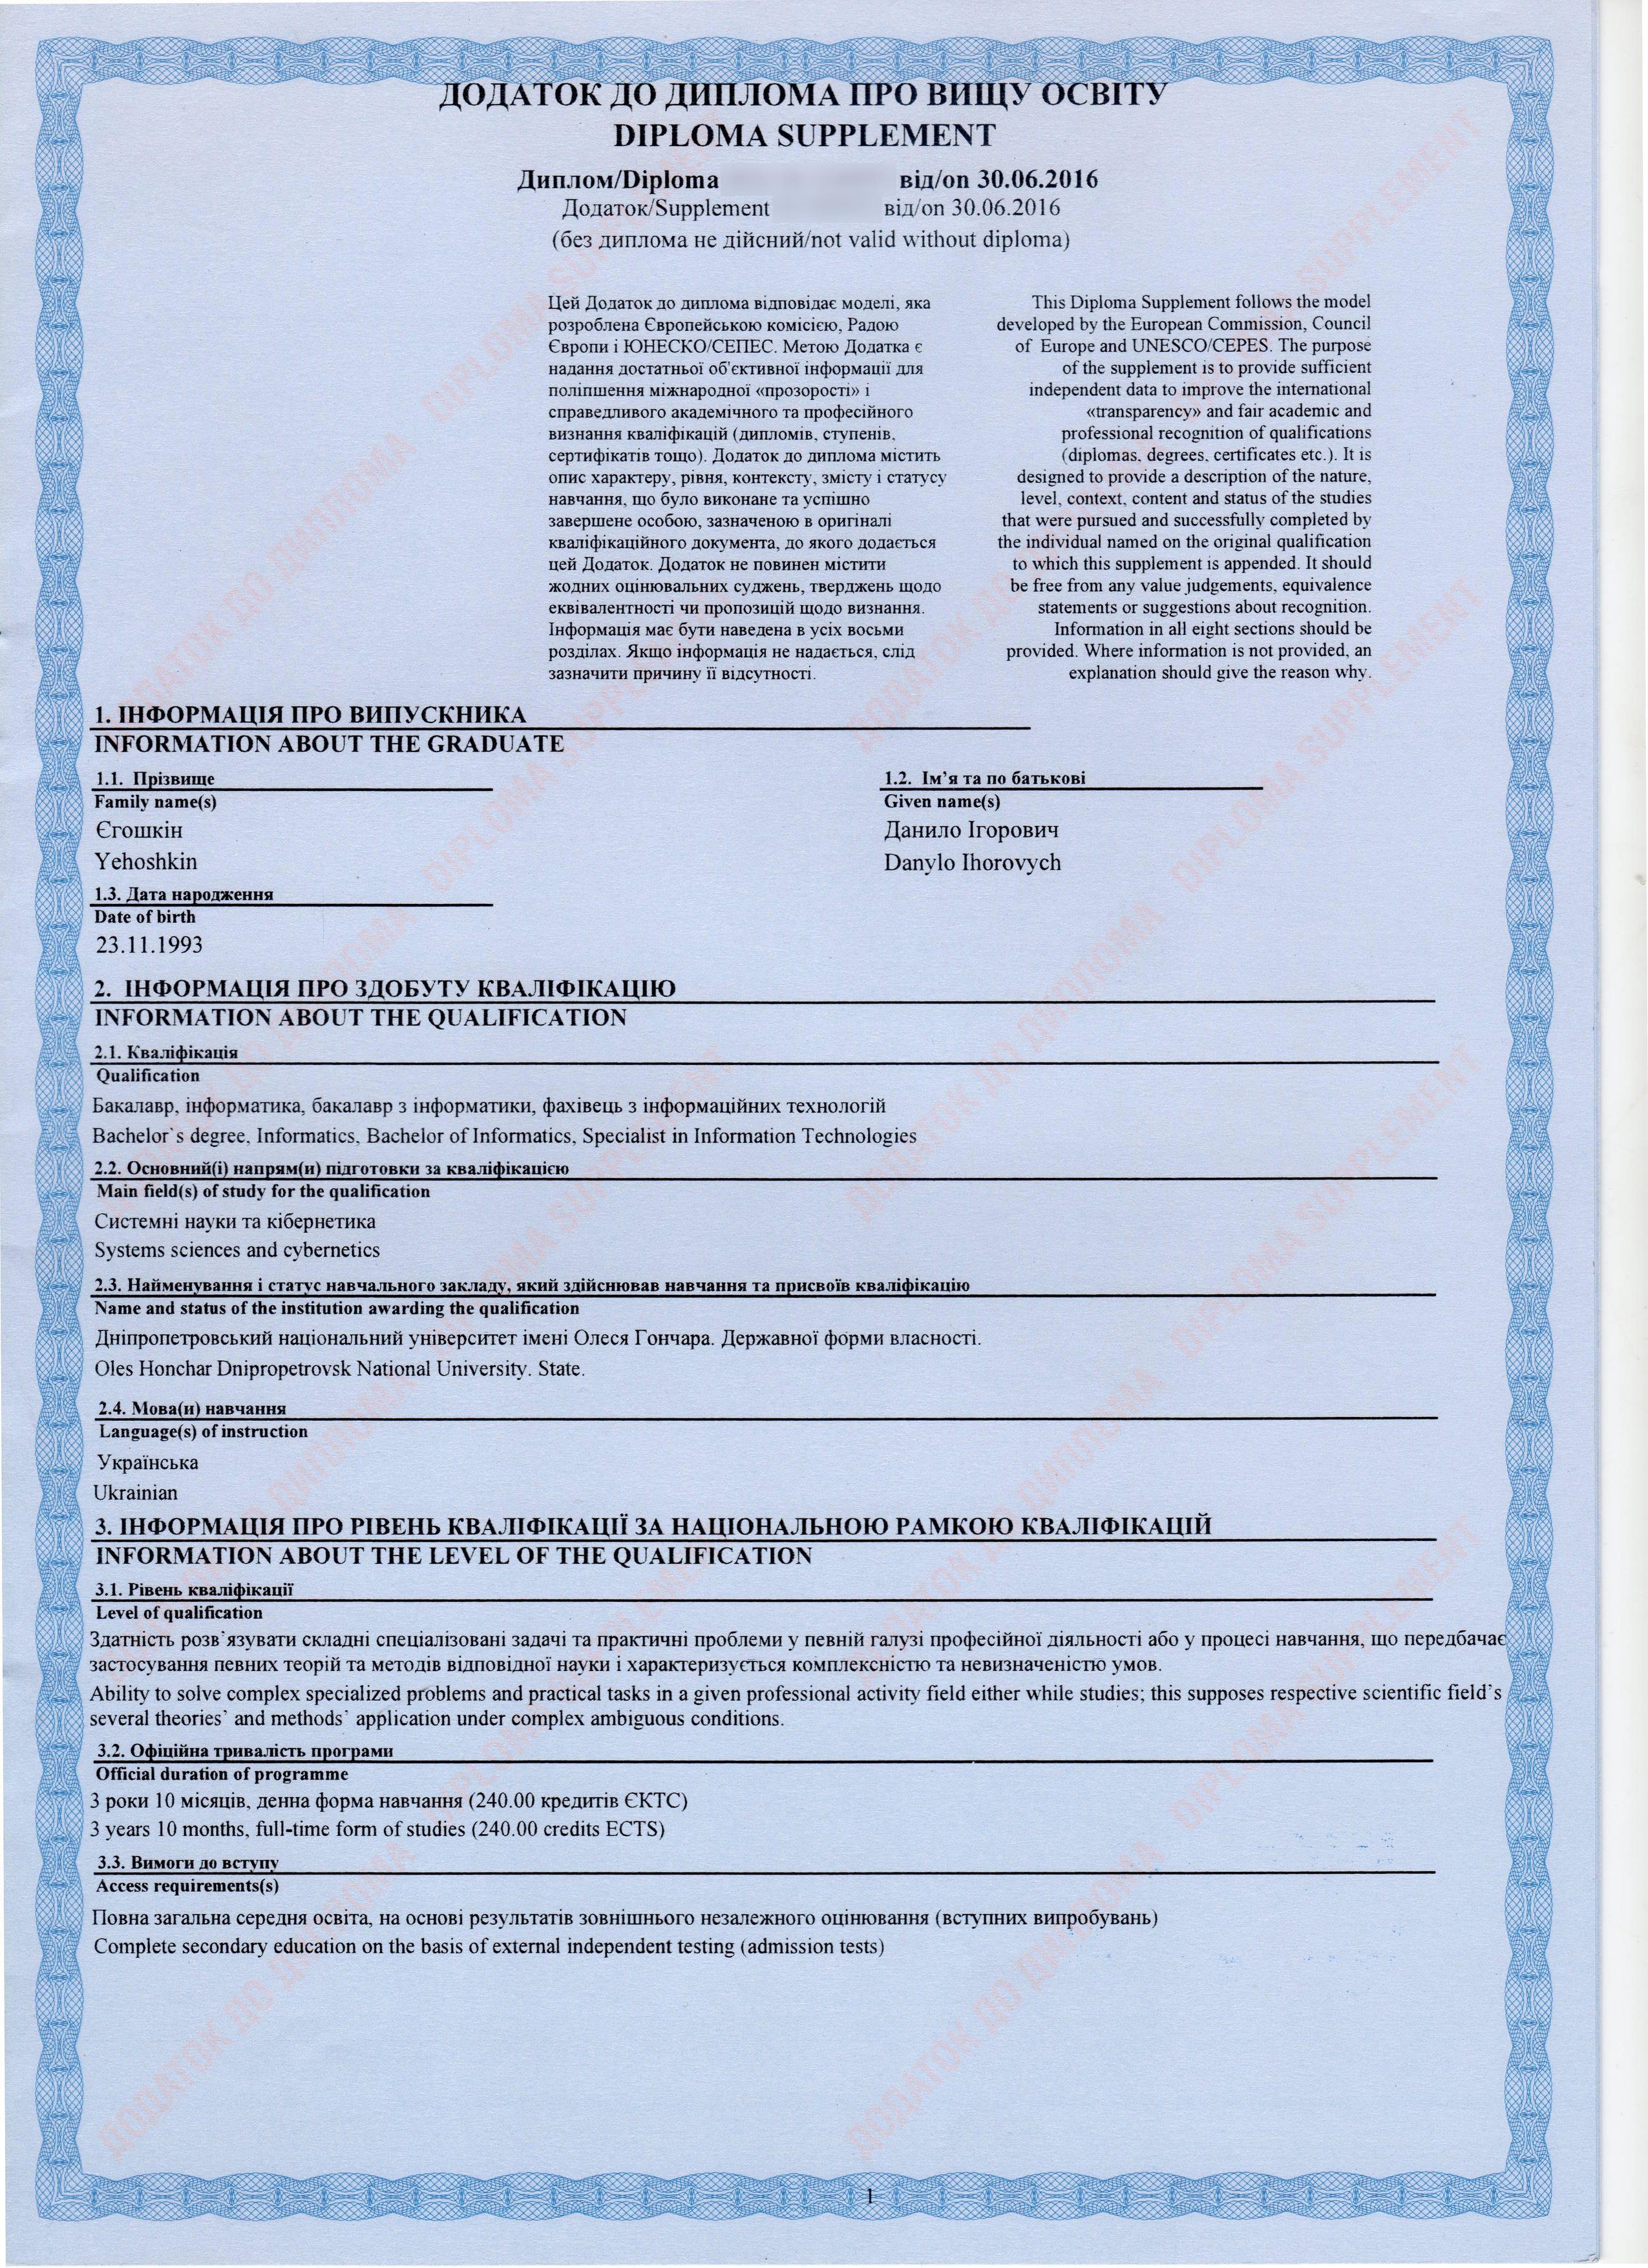 ДОДАТОК ДО ДИПЛОМА ПРО ВИЩУ ОСВІТУ
DIPLOMA SUPPLEMENT
Диплом/Diploma від/on 30.06.2016
Додаток/Supplement від/on 30.06.2016
(без диплома не дійсний/not valid without diploma)
Цей Додаток до диплома відповідає моделі, яка
розроблена Європейською комісією, Радою
Європи і ЮНЕСКО/СЕПЕС. Метою Додатка є
надання достатньої об'єктивної інформації для
поліпшення міжнародної «прозорості» і
справедливого академічного та професійного
визнання кваліфікацій (дипломів, ступенів,
сертифікатів тощо). Додаток до диплома містить
опис характеру, рівня, контексту, змісту і статусу
навчання, що було виконане та успішно
завершене особою, зазначеною в оригіналі
кваліфікаційного документа, до якого додається
цей Додаток. Додаток не повинен містити
жодних оцінювальних суджень, тверджень щодо
еквівалентності чи пропозицій щодо визнання.
Інформація має бути наведена в усіх восьми
розділах. Якщо інформація не надається, слід
зазначити причину її відсутності.
This Diploma Supplement follows the model
developed by the European Commission, Council
of Europe and UNESCO/CEPES. The purpose
of the supplement is to provide sufficient
independent data to improve the international
«transparency» and fair academic and
professional recognition of qualifications
(diplomas, degrees, certificates etc.). It is
designed to provide a description of the nature,
level, context, content and status of the studies
that were pursued and successfully completed by
the individual named on the original qualification
to which this supplement is appended. It should
be free from any value judgements, equivalence
statements or suggestions about recognition.
Information in all eight sections should be
provided. Where information is not provided, an
explanation should give the reason why.
1. ІНФОРМАЦІЯ ПРО ВИПУСКНИКА
INFORMATION ABOUT THE GRADUATE
1.1. Прізвище
Family name(s)
Єгошкін
Yehoshkin
1.2. Ім’я та по батькові
Given name(s)
Данило Ігорович
Danylo Ihorovych
1.3. Дата народження
Date of birth
23.11.1993
2. ІНФОРМАЦІЯ ПРО ЗДОБУТУ КВАЛІФІКАЦІЮ
INFORMATION ABOUT THE QUALIFICATION
2.1. Кваліфікація
Qualification
Бакалавр, інформатика, бакалавр з інформатики, фахівець з інформаційних технологій
Bachelor`s degree, Informatics, Bachelor of Informatics, Specialist in Information Technologies
2.2. Основний(і) напрям(и) підготовки за кваліфікацією
Main field(s) of study for the qualification
Системні науки та кібернетика
Systems sciences and cybernetics
2.3. Найменування і статус навчального закладу, який здійснював навчання та присвоїв кваліфікацію
Name and status of the institution awarding the qualification
Дніпропетровський національний університет імені Олеся Гончара. Державної форми власності.
Oles Honchar Dnipropetrovsk National University. State.
2.4. Мова(и) навчання
Language(s) of instruction
Українська
Ukrainian
3. ІНФОРМАЦІЯ ПРО РІВЕНЬ КВАЛІФІКАЦІЇ ЗА НАЦІОНАЛЬНОЮ РАМКОЮ КВАЛІФІКАЦІЙ
INFORMATION ABOUT THE LEVEL OF THE QUALIFICATION
3.1. Рівень кваліфікації
Level of qualification
Здатність розв`язувати складні спеціалізовані задачі та практичні проблеми у певній галузі професійної діяльності або у процесі навчання, що передбачає
застосування певних теорій та методів відповідної науки і характеризується комплексністю та невизначеністю умов.
Ability to solve complex specialized problems and practical tasks in a given professional activity field either while studies; this supposes respective scientific field`s
several theories` and methods` application under complex ambiguous conditions.
3.2. Офіційна тривалість програми
Official duration of programme
3 роки 10 місяців, денна форма навчання (240.00 кредитів ЄКТС)
3 years 10 months, full-time form of studies (240.00 credits ECTS)
3.3. Вимоги до вступу
Access requirements(s)
Повна загальна середня освіта, на основі результатів зовнішнього незалежного оцінювання (вступних випробувань)
Complete secondary education on the basis of external independent testing (admission tests)
1